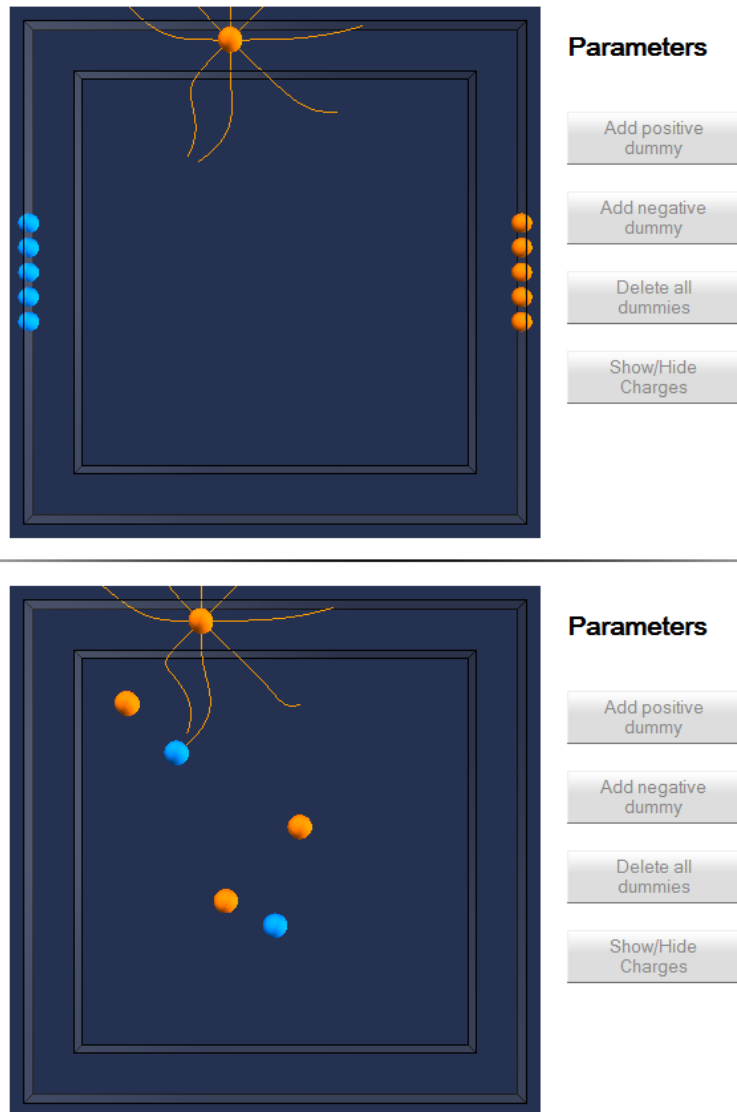 Parameters
Add positive
dummy
Add negative
dummy
Delete all
dummies
Show/Hide
Charges
Parameters
Add positive
dummy
Add negative
dummy
Delete all
dummies
Show/Hide
Charges